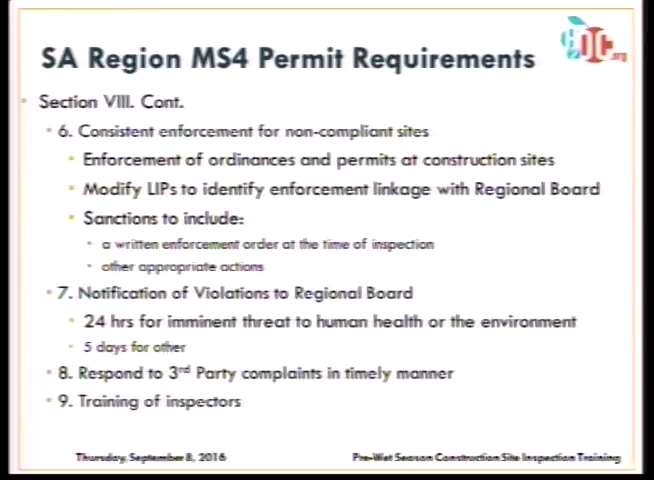 SA Region MS4 Permit Requirements
H2OC.org
Section VIII. Cont.
6. Consistent enforcement for non-compliant sites
Enforcement of ordinances and permits at construction sites
Modify LIPs to identify enforcement linkage with Regional Board
Sanctions to include:
a written enforcement order at the time of inspection
other appropriate actions
7. Notification of Violations to Regional Board
24 hrs for imminent threat to human health or the environment
5 days for other
8. Respond to 3rd Party complaints in timely manner
9. Training of inspectors
Thursday, September 8, 2016
Pre-Wet Season Construction Site Inspection Training